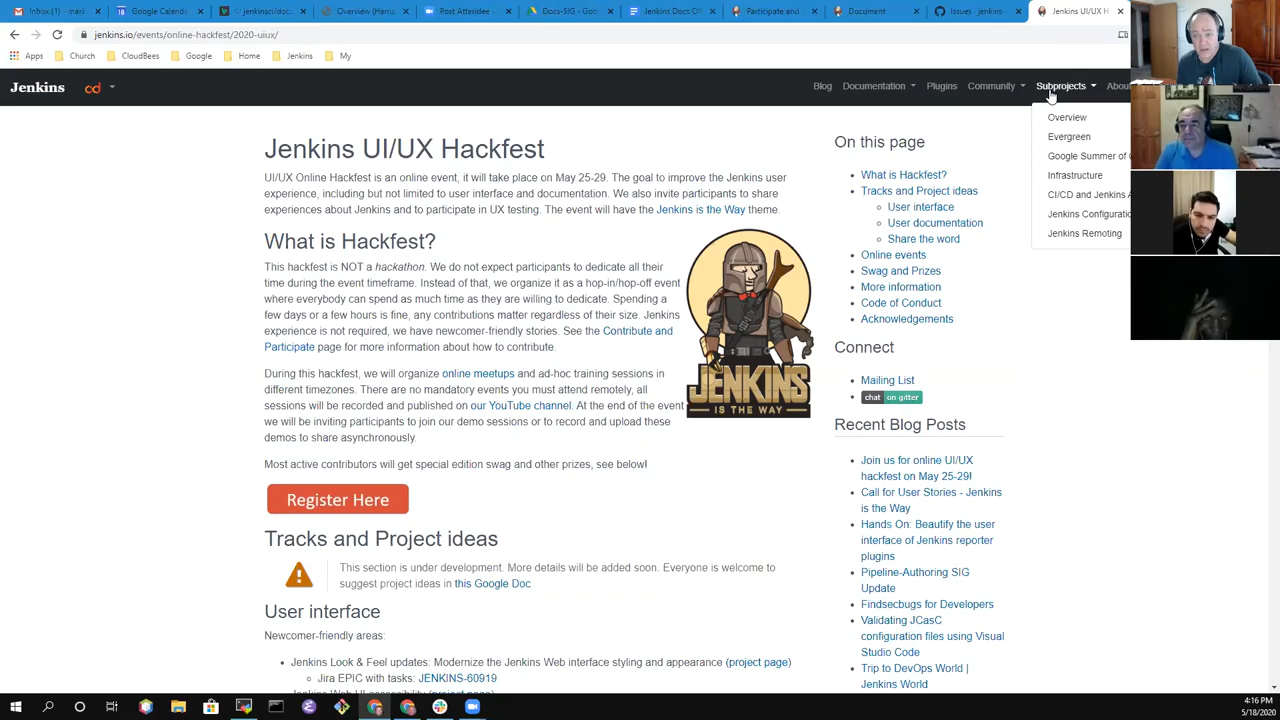 Inbox (1) - mark
Google Calenda
jenkinsci/doc
Overview (Ham
Post Attendee -
Docs-SIG - Goo
Jenkins Docs Of
Participate and
Document
Issues · jenkins-
Jenkins UI/UX H
jenkins.io/events/online-hackfest/2020-uiux/
Apps
Church
CloudBees
Google
Home
Jenkins
My
Jenkins
cd
Blog
Documentation
Plugins
Community
Subprojects
About
Overview
Evergreen
Google Summer of C
Infrastructure
CI/CD and Jenkins A
Jenkins Configuratio
Jenkins Remoting
Jenkins UI/UX Hackfest
UI/UX Online Hackfest is an online event, it will take place on May 25-29. The goal to improve the Jenkins user
experience, including but not limited to user interface and documentation. We also invite participants to share
experiences about Jenkins and to participate in UX testing. The event will have the Jenkins is the Way theme.
What is Hackfest?
This hackfest is NOT a hackathon. We do not expect participants to dedicate all their
time during the event timeframe. Instead of that, we organize it as a hop-in/hop-off event
where everybody can spend as much time as they are willing to dedicate. Spending a
few days or a few hours is fine, any contributions matter regardless of their size. Jenkins
experience is not required, we have newcomer-friendly stories. See the Contribute and
Participate page for more information about how to contribute.
During this hackfest, we will organize online meetups and ad-hoc training sessions in
different timezones. There are no mandatory events you must attend remotely, all
sessions will be recorded and published on our YouTube channel. At the end of the event
we will be inviting participants to join our demo sessions or to record and upload these
demos to share asynchronously.
Most active contributors will get special edition swag and other prizes, see below!
JENKINS
IS THE WAY
Register Here
Tracks and Project ideas
This section is under development. More details will be added soon. Everyone is welcome to
suggest project ideas in this Google Doc
User interface
Newcomer-friendly areas:
Jenkins Look & Feel updates: Modernize the Jenkins Web interface styling and appearance (project page)
Jira EPIC with tasks: JENKINS-60919
Jenkins Web UI accessibility (project page)
On this page
What is Hackfest?
Tracks and Project ideas
User interface
User documentation
Share the word
Online events
Swag and Prizes
More information
Code of Conduct
Acknowledgements
Connect
Mailing List
chat on gitter
Recent Blog Posts
Join us for online UI/UX
hackfest on May 25-29!
Call for User Stories - Jenkins
is the Way
Hands On: Beautify the user
interface of Jenkins reporter
plugins
Pipeline-Authoring SIG
Update
Findsecbugs for Developers
Validating JCasC
configuration files using Visual
Studio Code
Trip to DevOps World |
Jenkins World
4:16 PM
5/18/2020